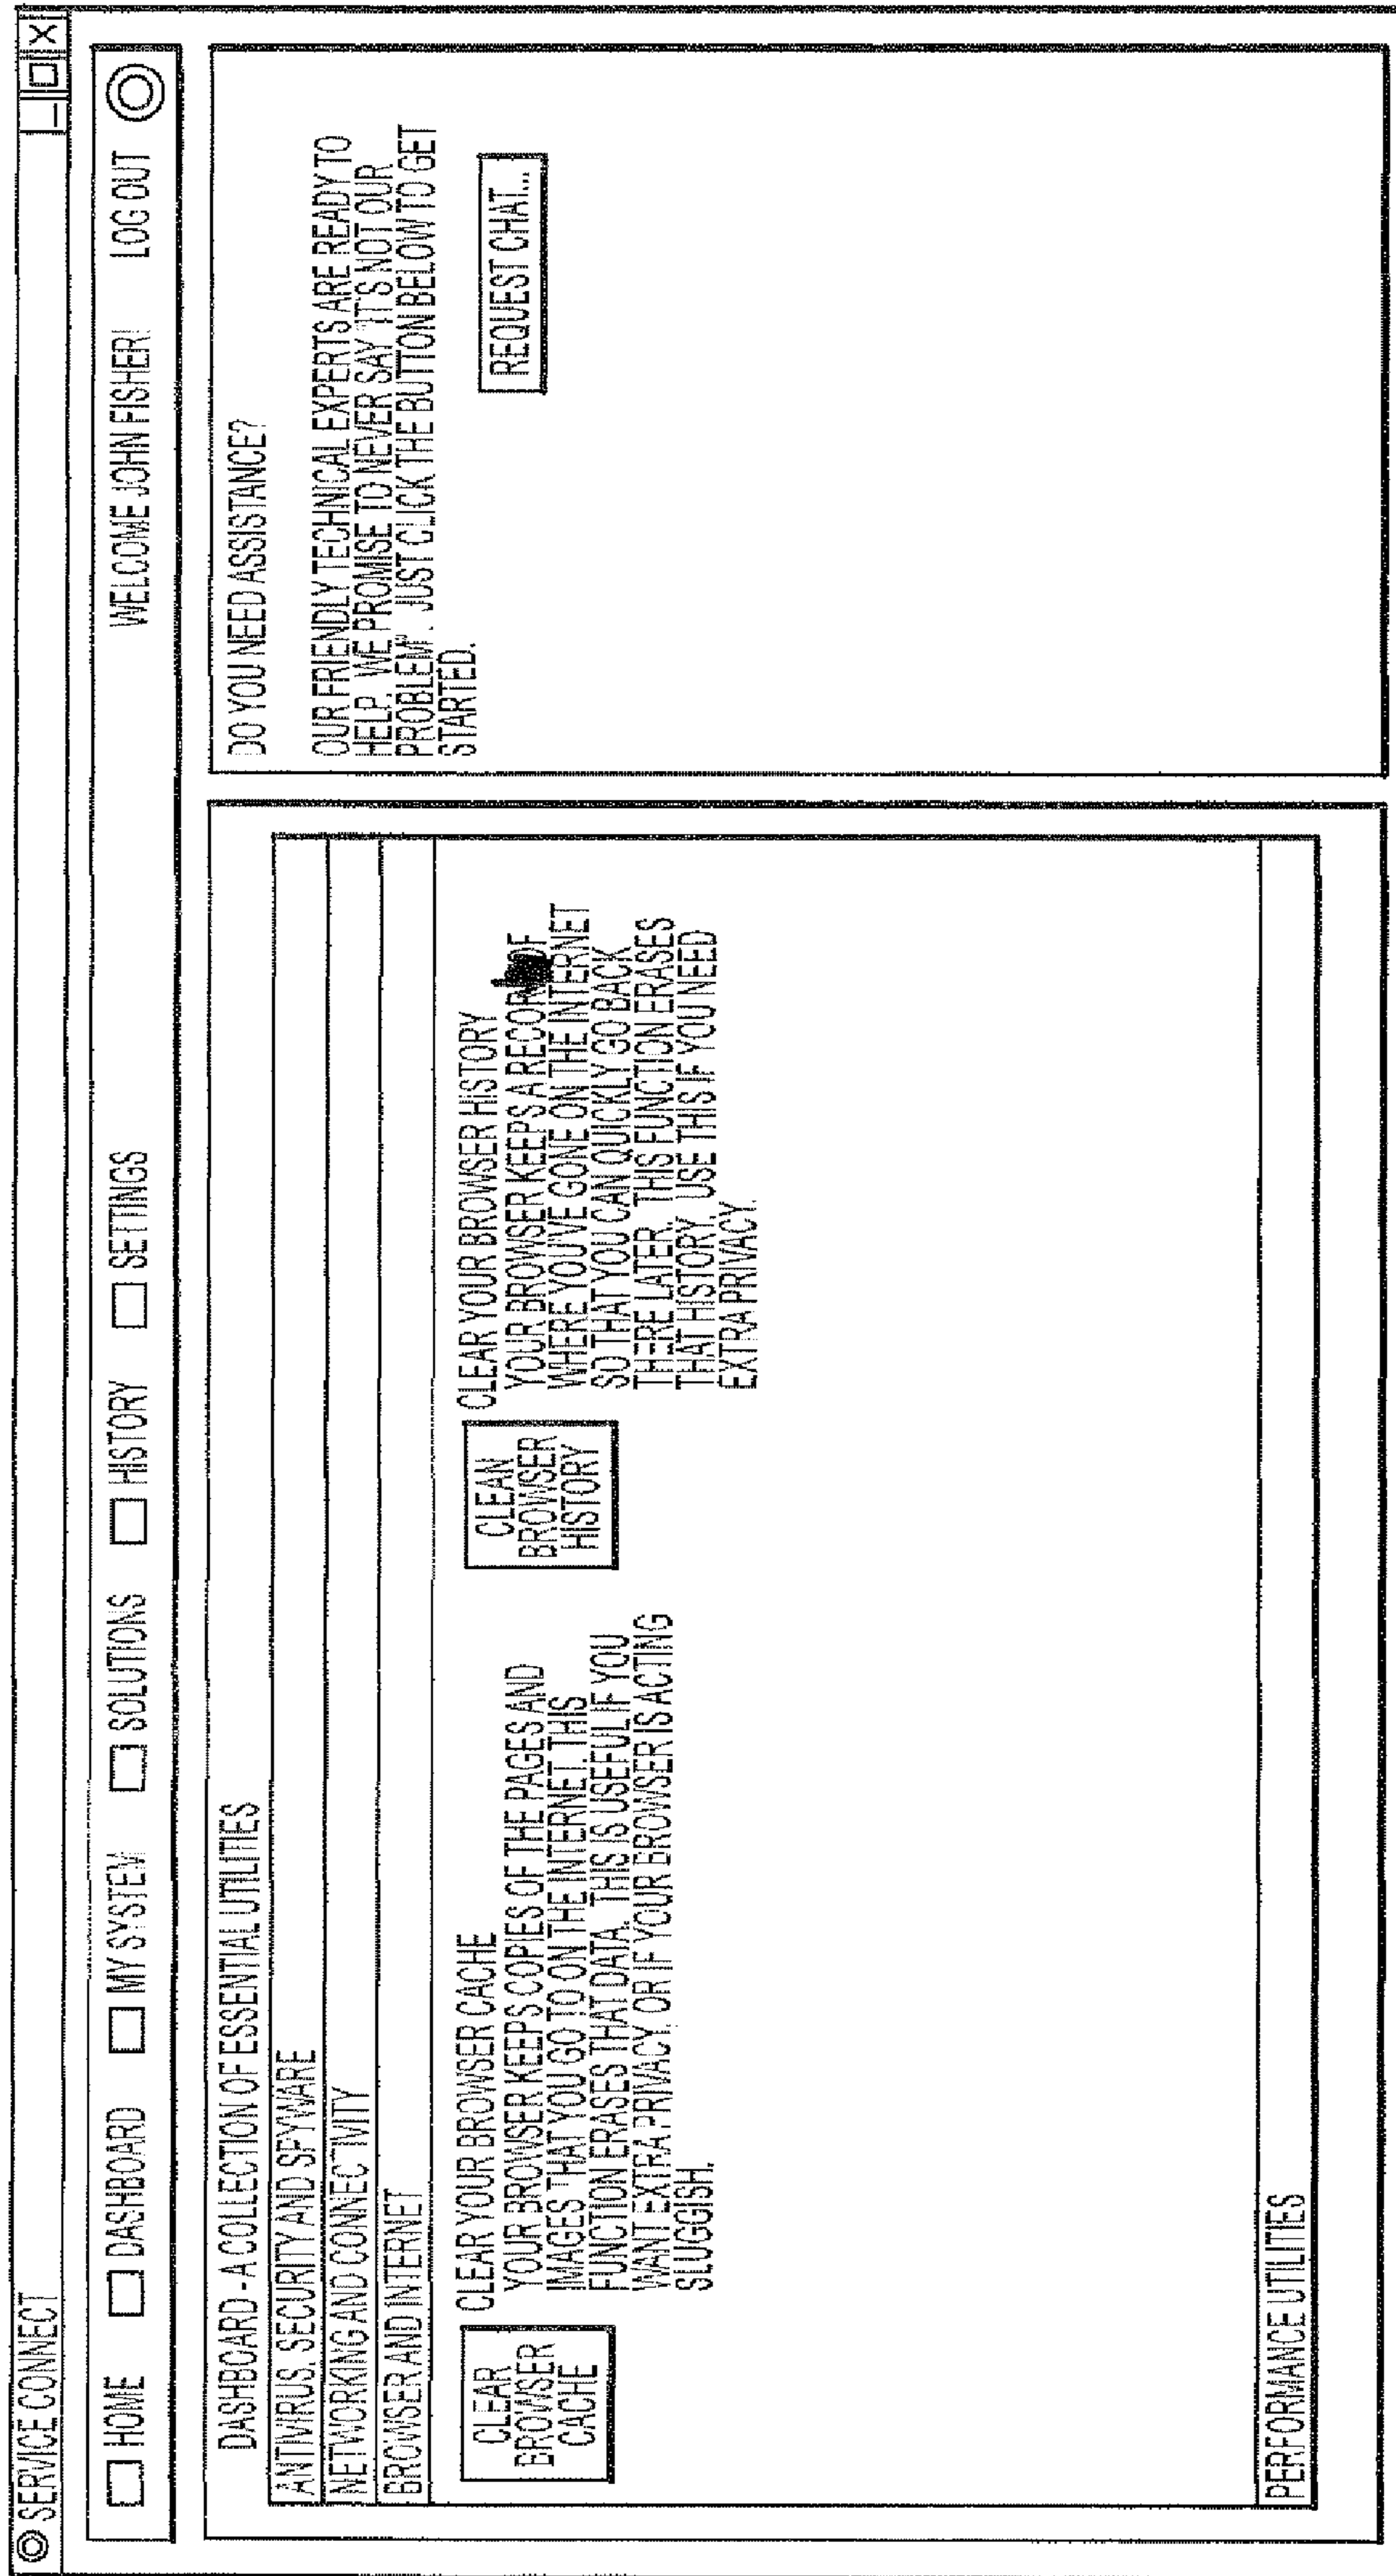 SERVICE CONNECT
HOME DASHBOARD MY SYSTEM SOLUTIONS HISTORY SETTINGS WELCOME JOHN FISHER! LOG OUT
DASHBOARD - A COLLECTION OF ESSENTIAL UTILITIES
ANTIVIRUS, SECURITY AND SPYWARE
NETWORKING AND CONNECTIVITY
BROWSER AND INTERNET
CLEAR
BROWSER
CACHE
CLEAR YOUR BROWSER CACHE
YOUR BROWSER KEEPS COPIES OF THE PAGES AND
IMAGES THAT YOU GO TO ON THE INTERNET. THIS
FUNCTION ERASES THAT DATA. THIS IS USEFUL IF YOU
WANT EXTRA PRIVACY, OR IF YOUR BROWSER IS ACTING
SLUGGISH.
CLEAN
BROWSER
HISTORY
CLEAR YOUR BROWSER HISTORY
YOUR BROWSER KEEPS A RECORD OF
WHERE YOU'VE GONE ON THE INTERNET
SO THAT YOU CAN QUICKLY GO BACK
THERE LATER. THIS FUNCTION ERASES
THAT HISTORY. USE THIS IF YOU NEED
EXTRA PRIVACY.
PERFORMANCE UTILITIES
DO YOU NEED ASSISTANCE?
OUR FRIENDLY TECHNICAL EXPERTS ARE READY TO
HELP. WE PROMISE TO NEVER SAY "IT'S NOT OUR
PROBLEM". JUST CLICK THE BUTTON BELOW TO GET
STARTED.
REQUEST CHAT...